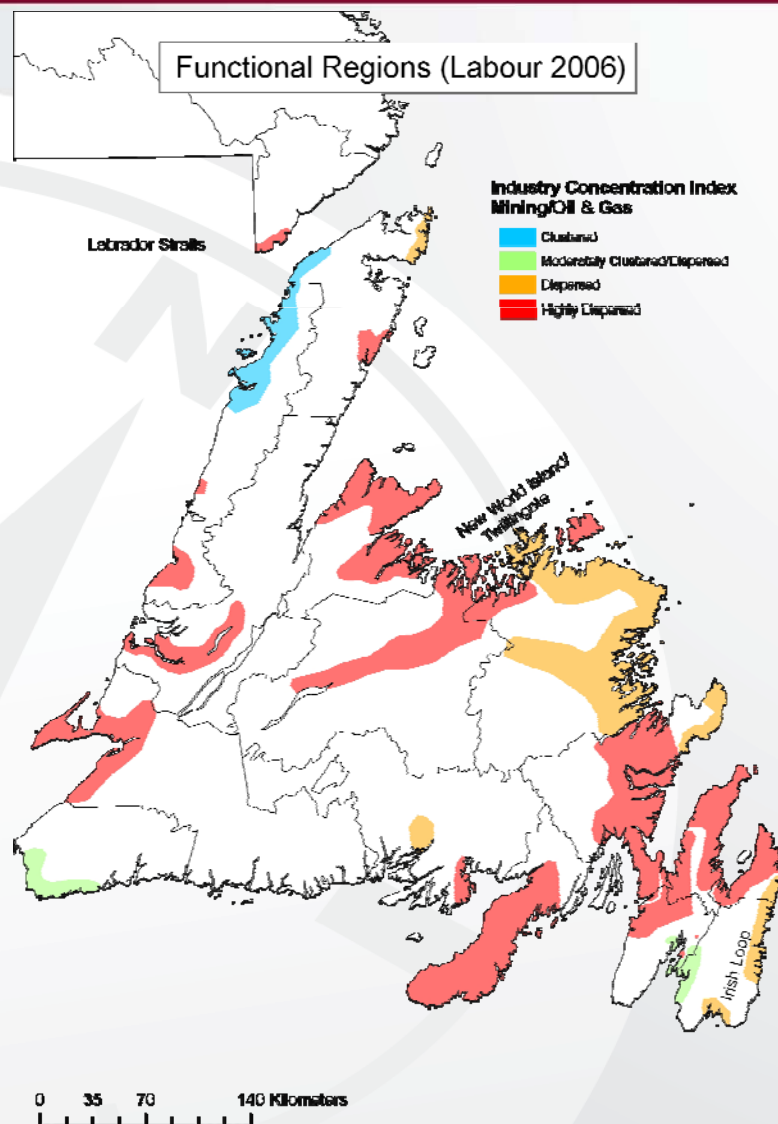 Functional Regions (Labour 2006)
Industry Concentration Index
Mining/Oil & Gas
Clustered
Moderately Clustered/Dispersed
Dispersed
Highly Dispersed
Labrador Straits
New World Island/
Twillingate
Irish Loop
0 35 70 140 Kilometers